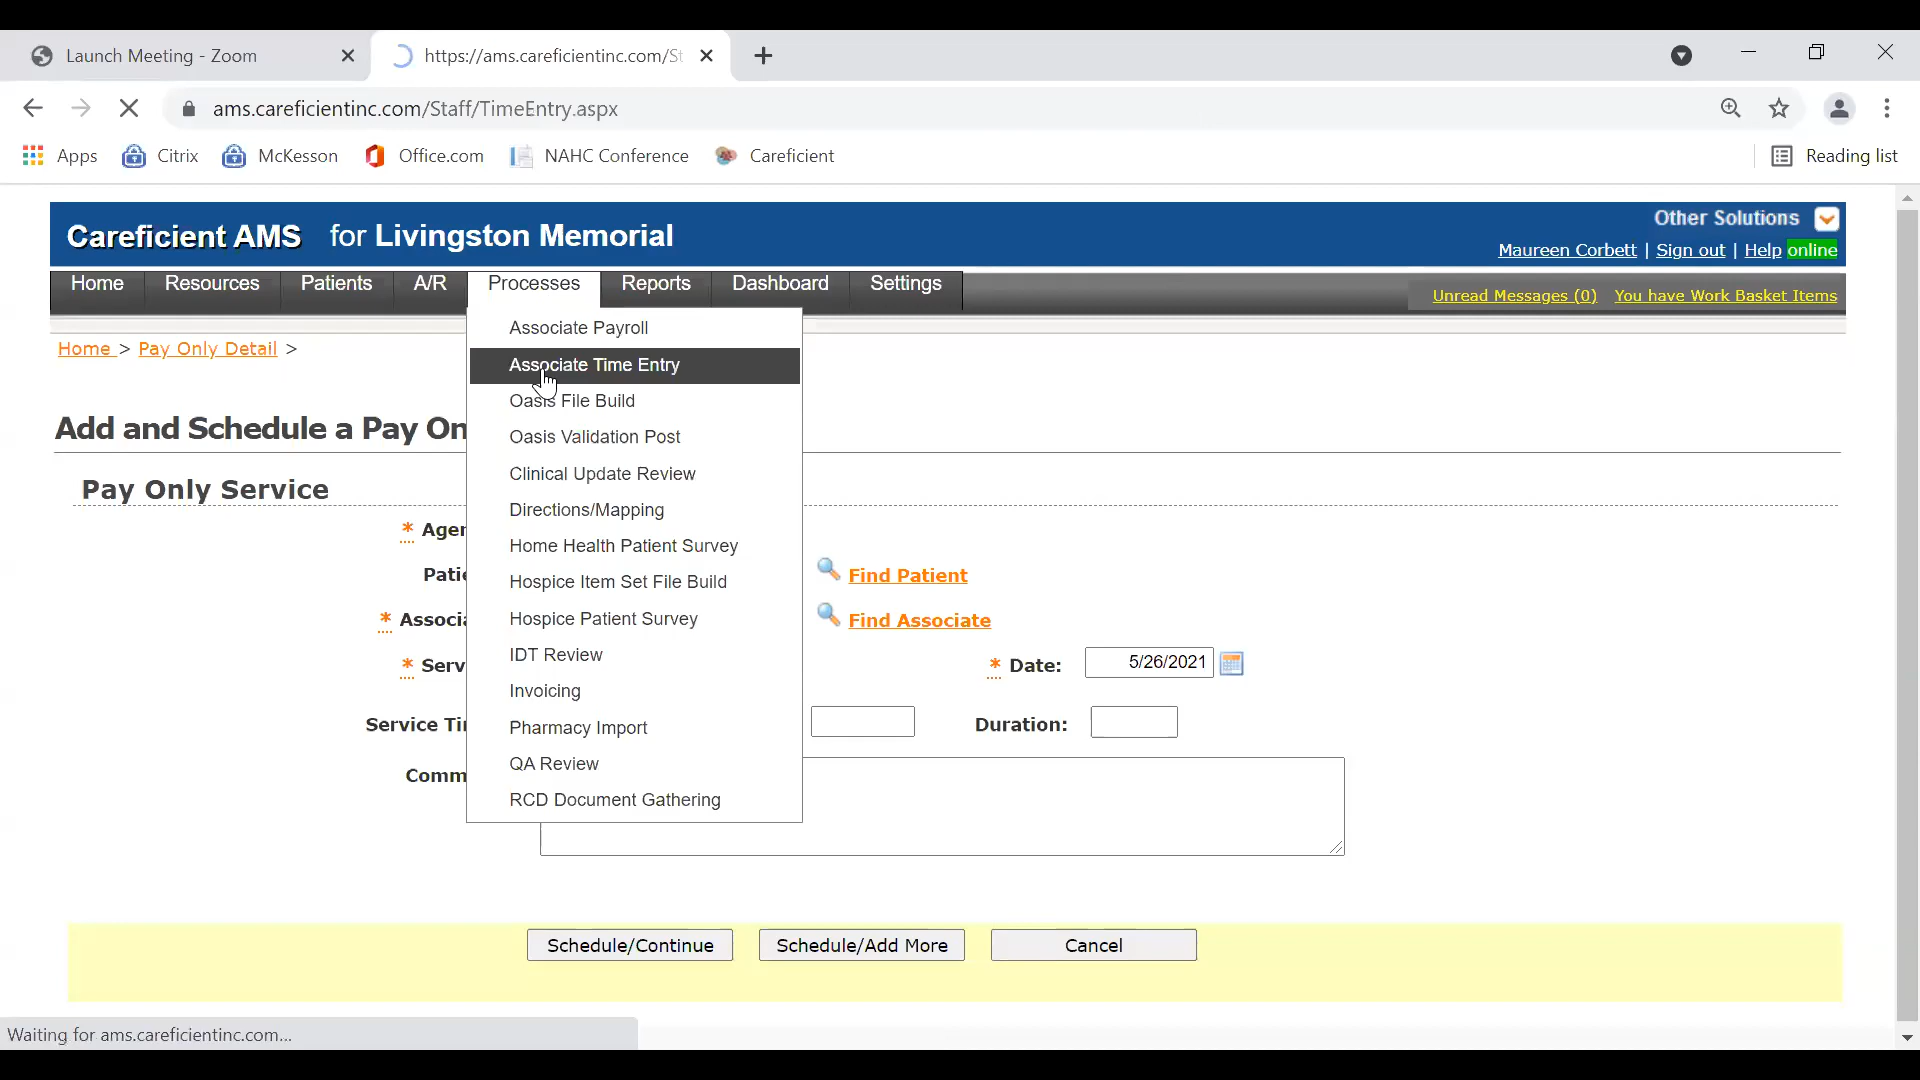 Launch Meeting - Zoom
https://ams.careficientinc.com/St
ams.careficientinc.com/Staff/TimeEntry.aspx
Apps Citrix McKesson Office.com NAHC Conference Careficient Reading list
Careficient AMS for Livingston Memorial
Other Solutions
Maureen Corbett | Sign out | Help online
Home Resources Patients A/R Processes Reports Dashboard Settings
Unread Messages (0) You have Work Basket Items
Home > Pay Only Detail >
Associate Payroll
Associate Time Entry
Oasis File Build
Oasis Validation Post
Clinical Update Review
Directions/Mapping
Home Health Patient Survey
Hospice Item Set File Build
Hospice Patient Survey
IDT Review
Invoicing
Pharmacy Import
QA Review
RCD Document Gathering
Add and Schedule a Pay On
Pay Only Service
* Agen
Patie
Find Patient
* Associa
Find Associate
* Serv
* Date: 5/26/2021
Service Ti
Duration:
Comm
Schedule/Continue Schedule/Add More Cancel
Waiting for ams.careficientinc.com...